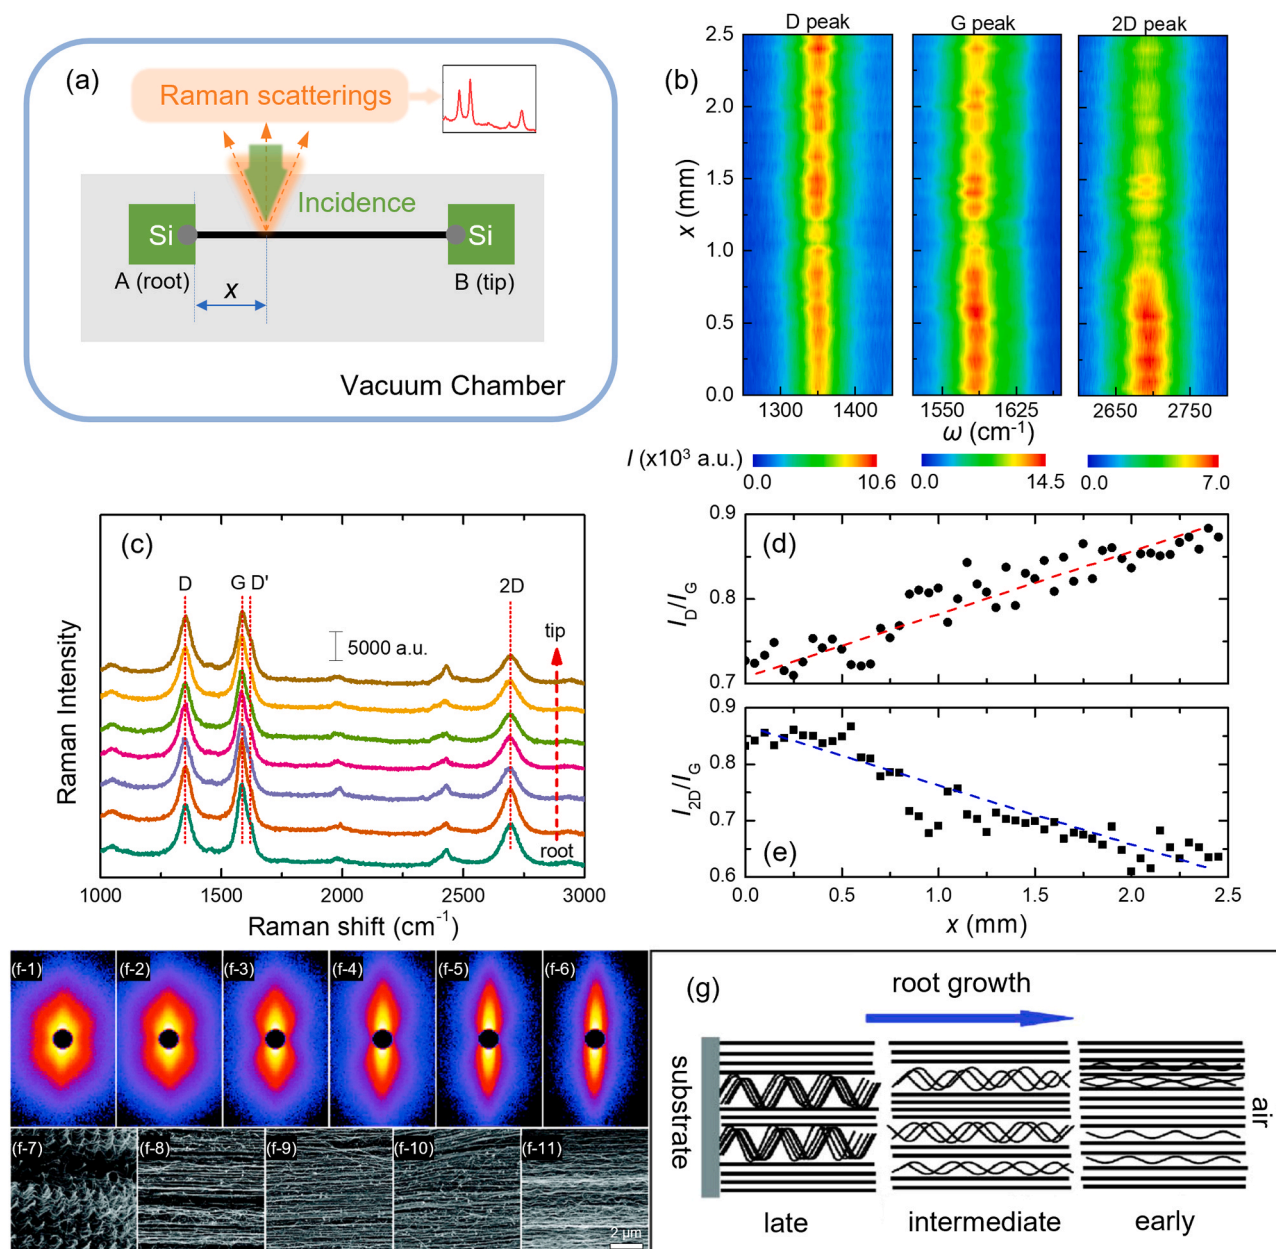 (a)
Raman scatterings
Incidence
Si
Si
A (root)
B (tip)
x
Vacuum Chamber
(b)
D peak
G peak
2D peak
2.5
2.0
1.5
1.0
0.5
0.0
x (mm)
1300 1400
1550 1625
2650 2750
ω (cm⁻¹)
I (x10³ a.u.)
0.0 10.6
0.0 14.5
0.0 7.0
(c)
D
G D'
2D
5000 a.u.
tip
root
Raman Intensity
1000 1500 2000 2500 3000
Raman shift (cm⁻¹)
(d)
0.9
0.8
0.7
I_D/I_G
(e)
0.9
0.8
0.7
0.6
I_2D/I_G
0.0 0.5 1.0 1.5 2.0 2.5
x (mm)
(f-1) (f-2) (f-3) (f-4) (f-5) (f-6)
(f-7) (f-8) (f-9) (f-10) (f-11)
2 μm
(g)
root growth
substrate
air
late intermediate early